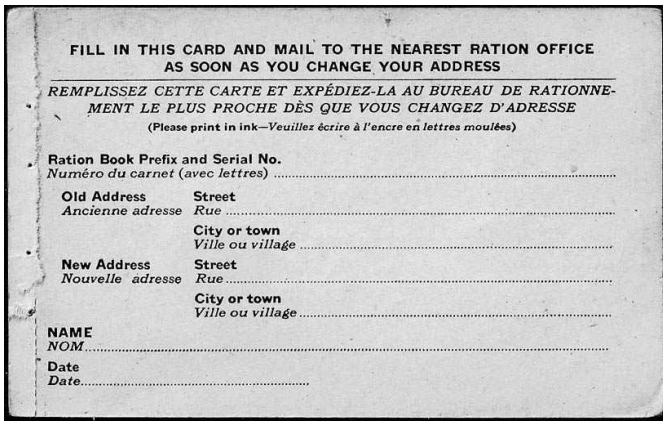 FILL IN THIS CARD AND MAIL TO THE NEAREST RATION OFFICE
AS SOON AS YOU CHANGE YOUR ADDRESS
REMPLISSEZ CETTE CARTE ET EXPÉDIEZ-LA AU BUREAU DE RATIONNE-
MENT LE PLUS PROCHE DÈS QUE VOUS CHANGEZ D'ADRESSE
(Please print in ink—Veuillez écrire à l'encre en lettres moulées)
Ration Book Prefix and Serial No.
Numéro du carnet (avec lettres)
Old Address Street
Ancienne adresse Rue
City or town
Ville ou village
New Address Street
Nouvelle adresse Rue
City or town
Ville ou village
NAME
NOM
Date
Date